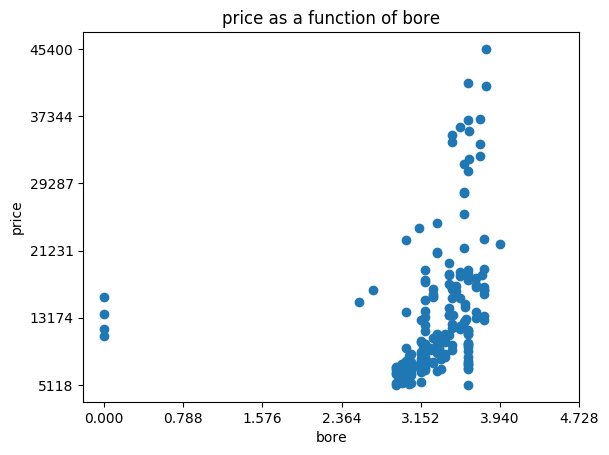 price as a function of bore
45400
37344
29287
21231
13174
5118
price
0.000 0.788 1.576 2.364 3.152 3.940 4.728
bore